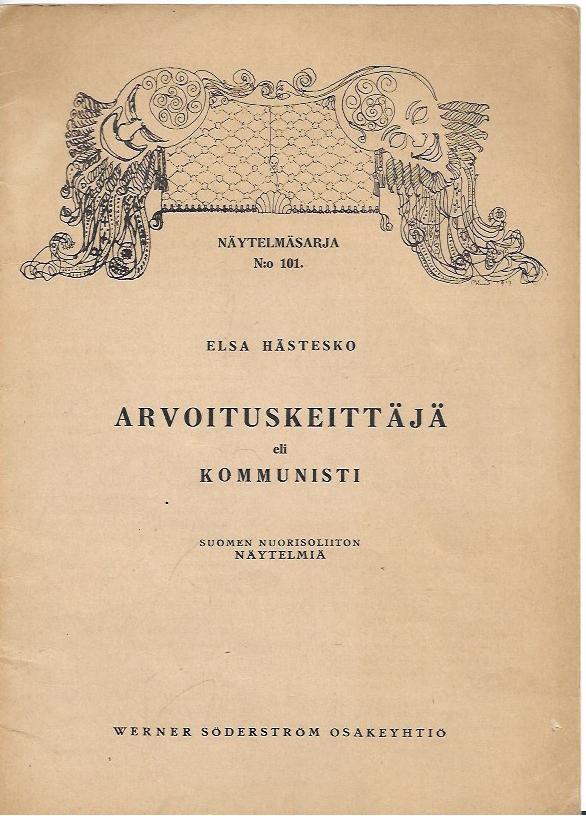 NÄYTELMÄSARJA
N:o 101.
ELSA HÄSTESKO
ARVOITUSKEITTÄJÄ
eli
KOMMUNISTI
SUOMEN NUORISOLIITON
NÄYTELMIÄ
WERNER SÖDERSTRÖM OSAKEYHTIÖ